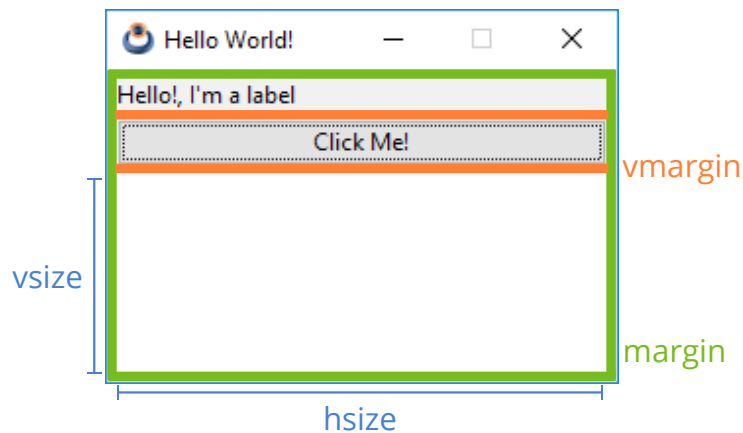 Hello World!
Hello!, I'm a label
Click Me!
vmargin
vsize
margin
hsize